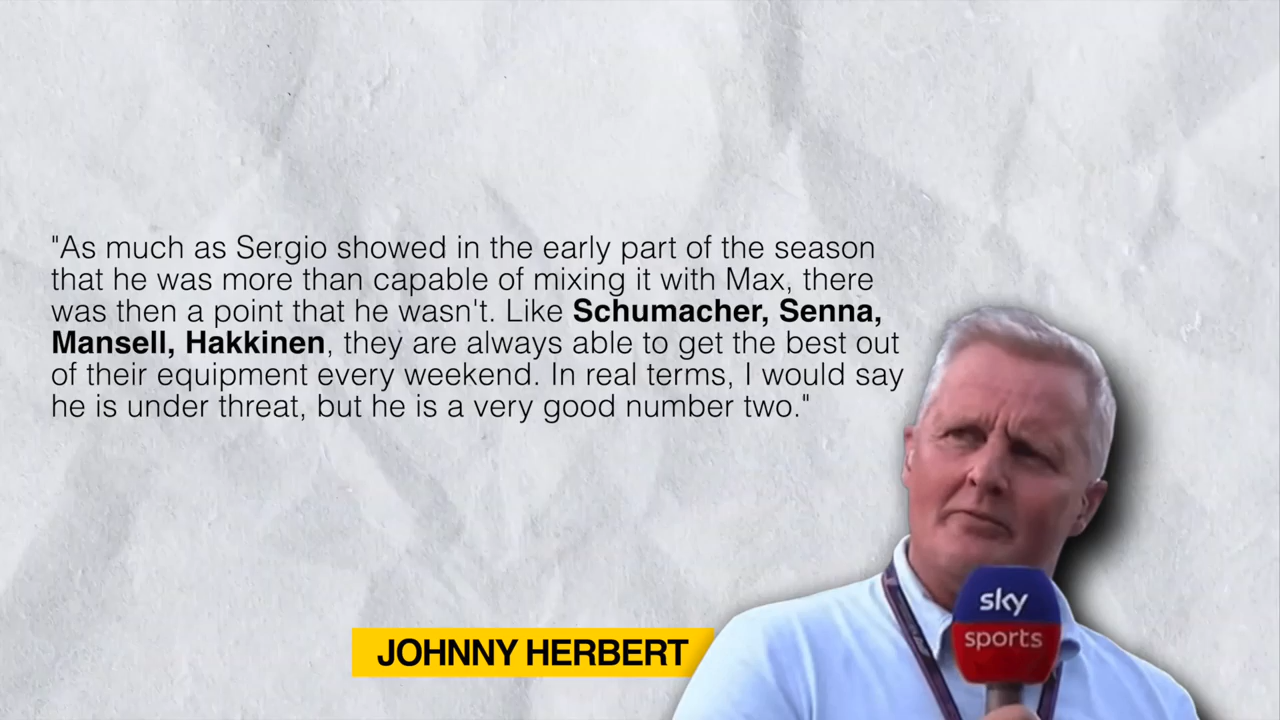 "As much as Sergio showed in the early part of the season
that he was more than capable of mixing it with Max, there
was then a point that he wasn't. Like Schumacher, Senna,
Mansell, Hakkinen, they are always able to get the best out
of their equipment every weekend. In real terms, I would say
he is under threat, but he is a very good number two."
JOHNNY HERBERT
sky
sports